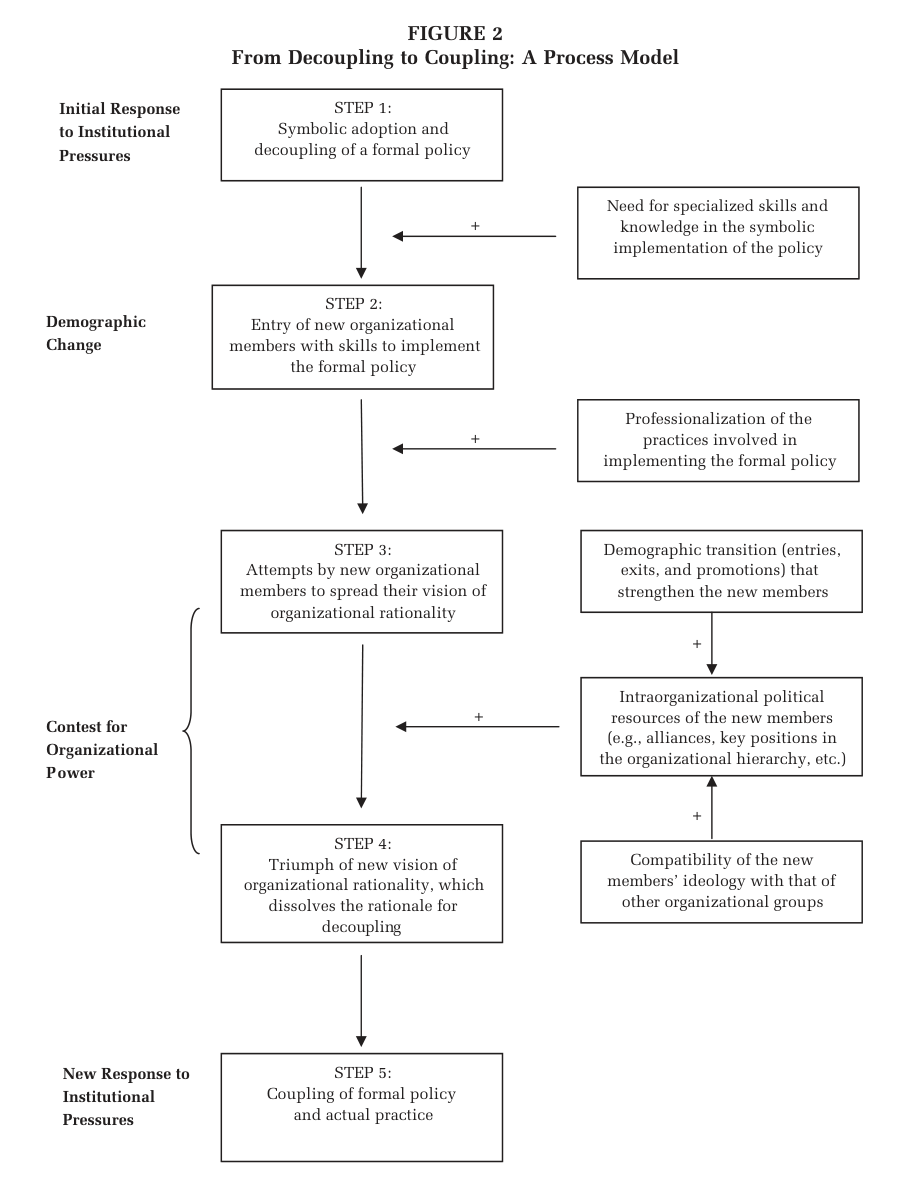 FIGURE 2
From Decoupling to Coupling: A Process Model
Initial Response
to Institutional
Pressures
STEP 1:
Symbolic adoption and
decoupling of a formal policy
+
Need for specialized skills and
knowledge in the symbolic
implementation of the policy
Demographic
Change
STEP 2:
Entry of new organizational
members with skills to implement
the formal policy
+
Professionalization of the
practices involved in
implementing the formal policy
STEP 3:
Attempts by new organizational
members to spread their vision of
organizational rationality
Demographic transition (entries,
exits, and promotions) that
strengthen the new members
+
Contest for
Organizational
Power
+
Intraorganizational political
resources of the new members
(e.g., alliances, key positions in
the organizational hierarchy, etc.)
+
STEP 4:
Triumph of new vision of
organizational rationality, which
dissolves the rationale for
decoupling
Compatibility of the new
members’ ideology with that of
other organizational groups
New Response to
Institutional
Pressures
STEP 5:
Coupling of formal policy
and actual practice